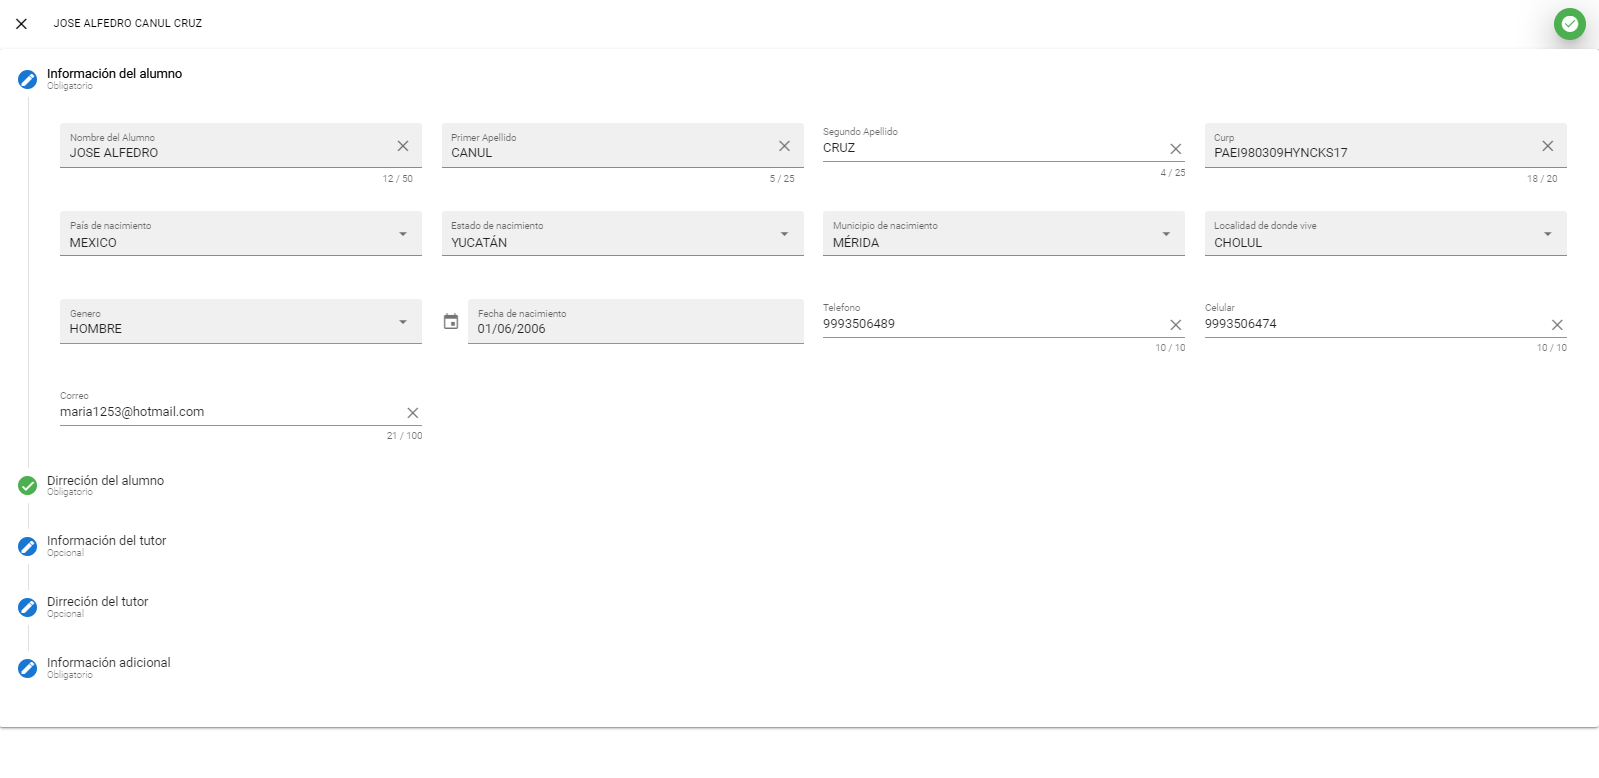 JOSE ALFEDRO CANUL CRUZ
Información del alumno
Obligatorio
Nombre del Alumno
JOSE ALFEDRO
12 / 50
Primer Apellido
CANUL
5 / 25
Segundo Apellido
CRUZ
4 / 25
Curp
PAEI980309HYNCKS17
18 / 20
País de nacimiento
MEXICO
Estado de nacimiento
YUCATÁN
Municipio de nacimiento
MÉRIDA
Localidad de donde vive
CHOLUL
Genero
HOMBRE
Fecha de nacimiento
01/06/2006
Telefono
9993506489
10 / 10
Celular
9993506474
10 / 10
Correo
maria1253@hotmail.com
21 / 100
Dirreción del alumno
Obligatorio
Información del tutor
Opcional
Dirreción del tutor
Opcional
Información adicional
Obligatorio